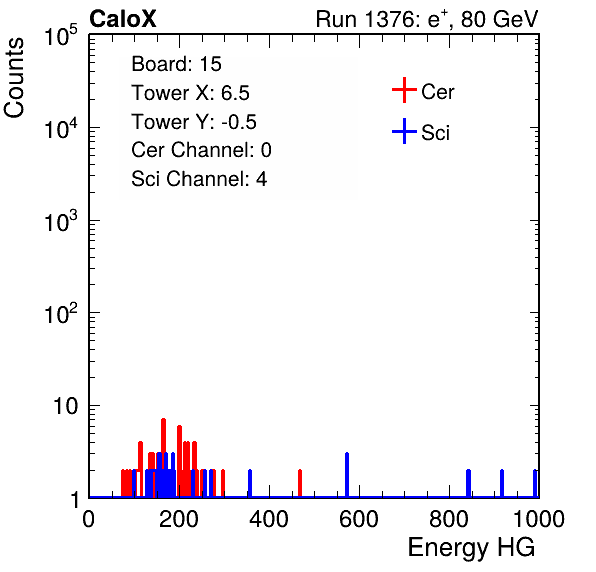 CaloX Run 1376: e⁺, 80 GeV
Counts
10⁵
10⁴
10³
10²
10
1
Board: 15
Tower X: 6.5
Tower Y: -0.5
Cer Channel: 0
Sci Channel: 4
Cer
Sci
0 200 400 600 800 1000
Energy HG